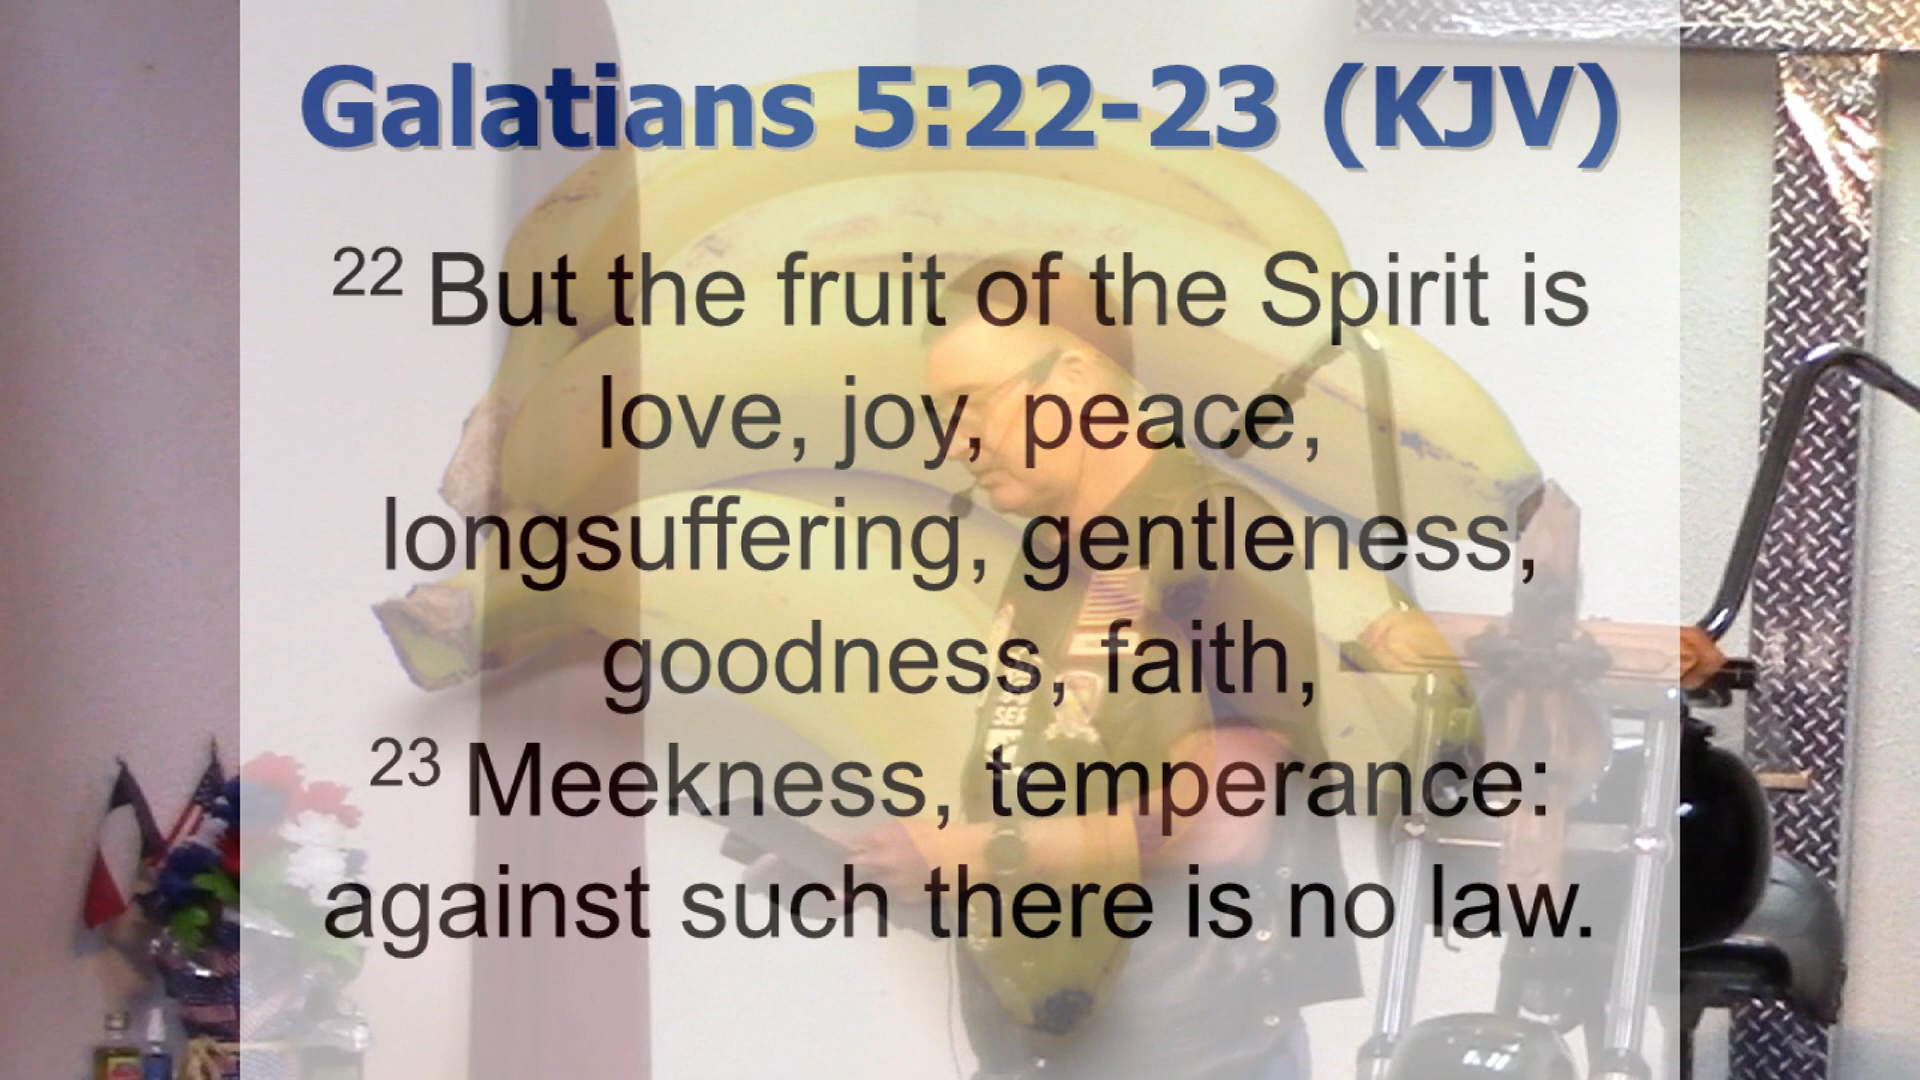 Galatians 5:22-23 (KJV)
22 But the fruit of the Spirit is
love, joy, peace,
longsuffering, gentleness,
goodness, faith,
23 Meekness, temperance:
against such there is no law.